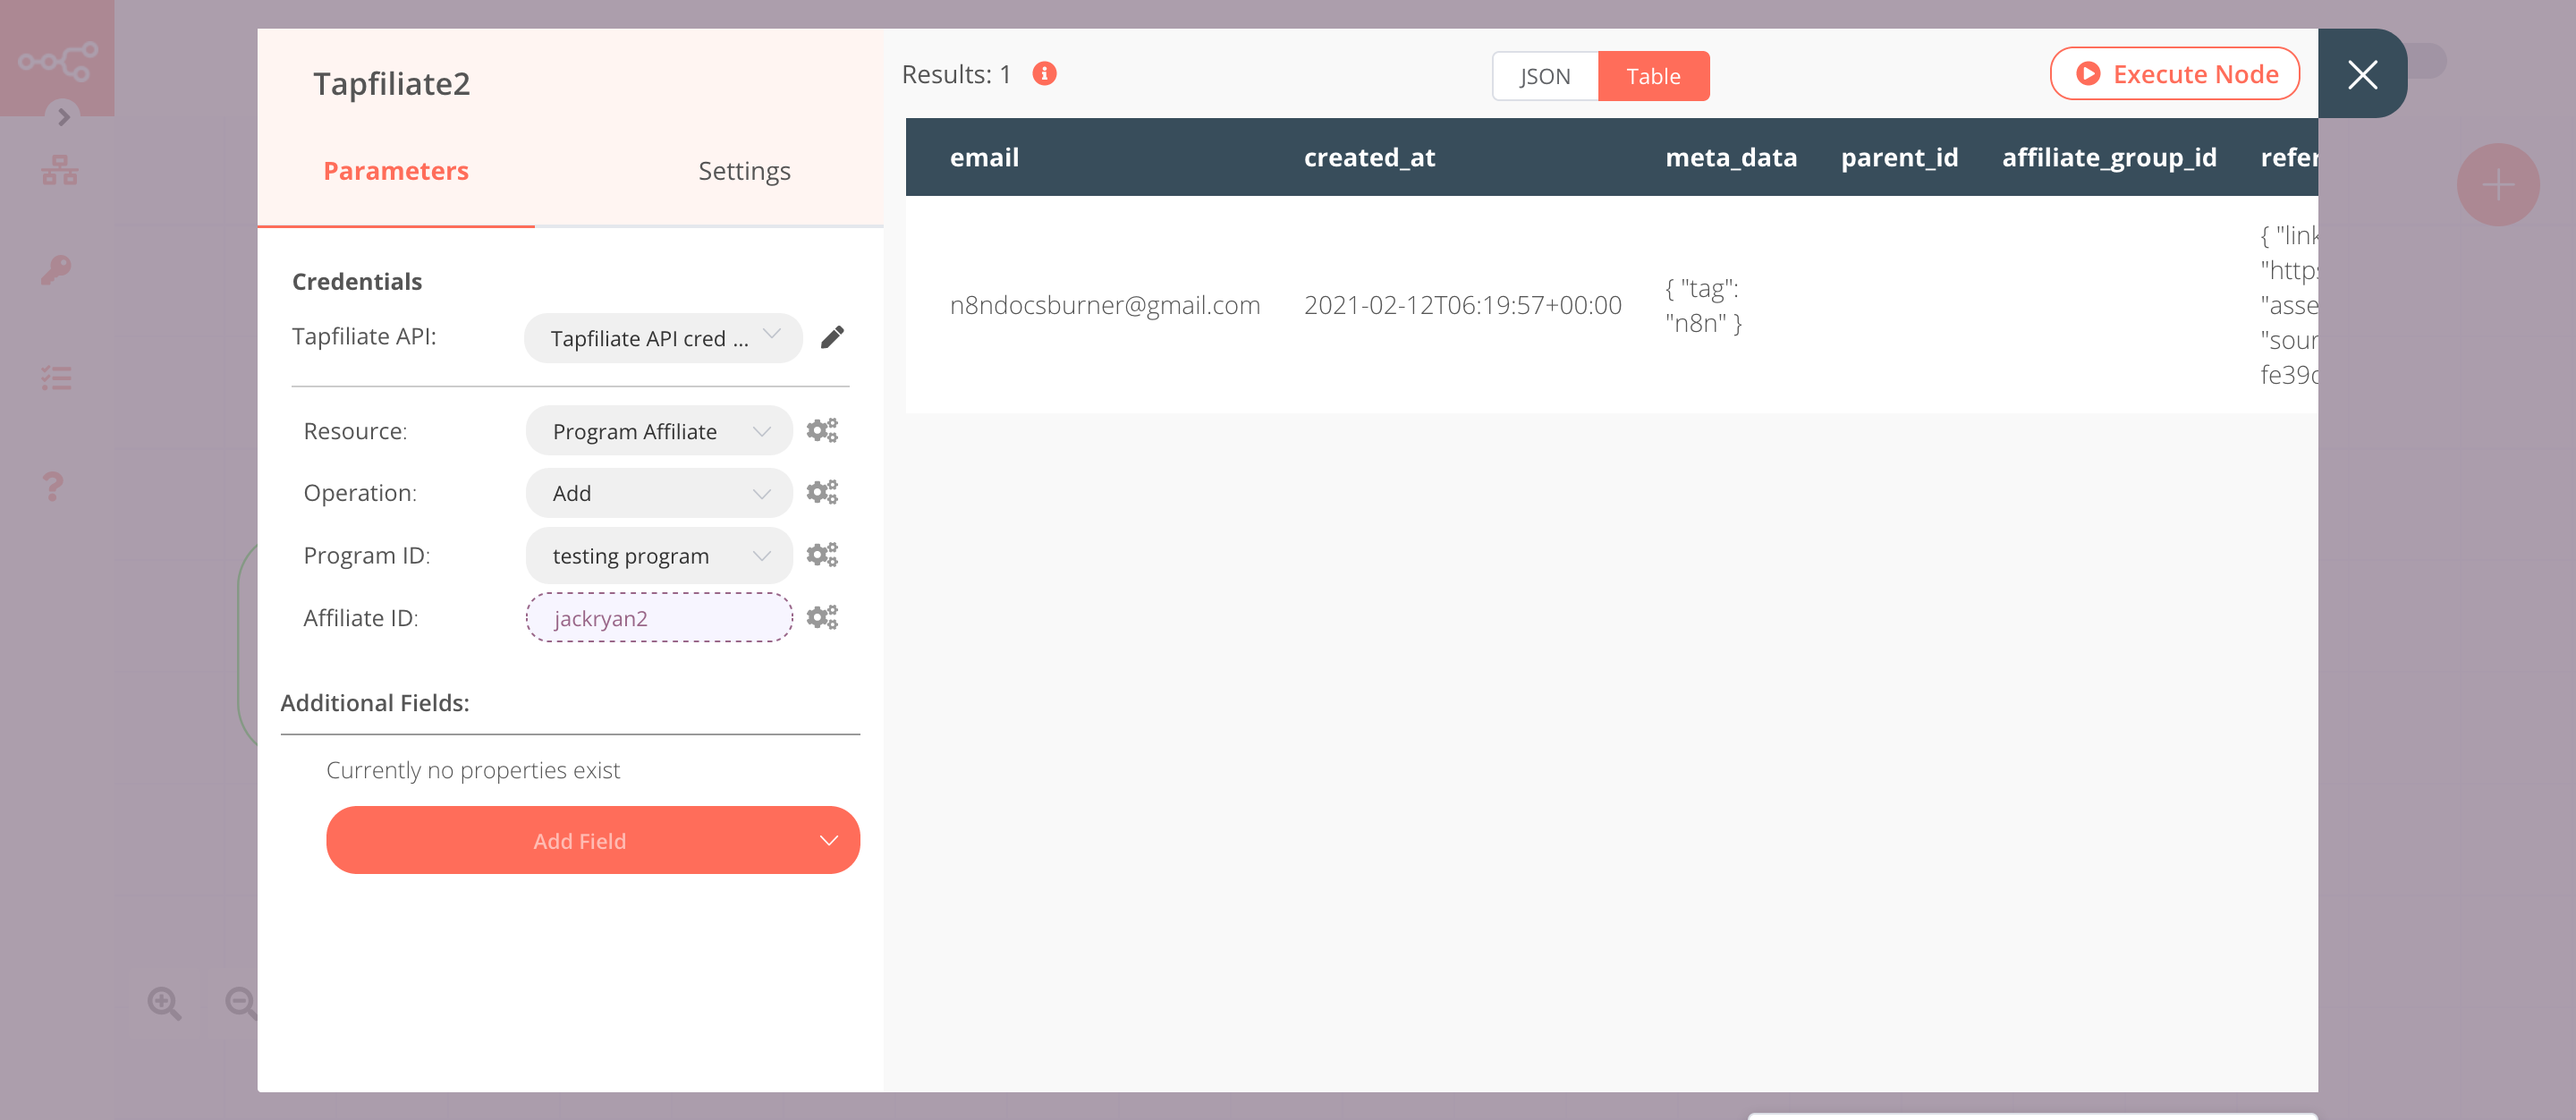 Tapfiliate2
Parameters
Settings
Credentials
Tapfiliate API:
Tapfiliate API cred ...
Resource:
Program Affiliate
Operation:
Add
Program ID:
testing program
Affiliate ID:
jackryan2
Additional Fields:
Currently no properties exist
Add Field
Results: 1
JSON
Table
Execute Node
email created_at meta_data parent_id affiliate_group_id refer
n8ndocsburner@gmail.com
2021-02-12T06:19:57+00:00
{ "tag":
"n8n" }
{ "link
"https
"asse
"sour
fe39